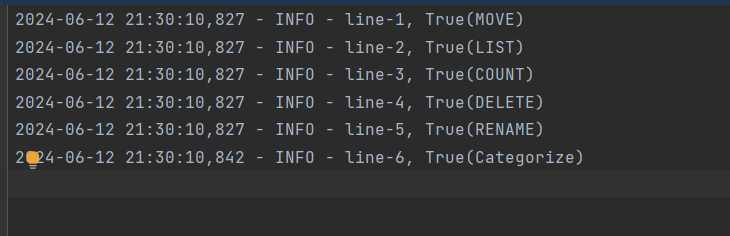 2024-06-12 21:30:10,827 - INFO - line-1, True(MOVE)
2024-06-12 21:30:10,827 - INFO - line-2, True(LIST)
2024-06-12 21:30:10,827 - INFO - line-3, True(COUNT)
2024-06-12 21:30:10,827 - INFO - line-4, True(DELETE)
2024-06-12 21:30:10,827 - INFO - line-5, True(RENAME)
2024-06-12 21:30:10,842 - INFO - line-6, True(Categorize)